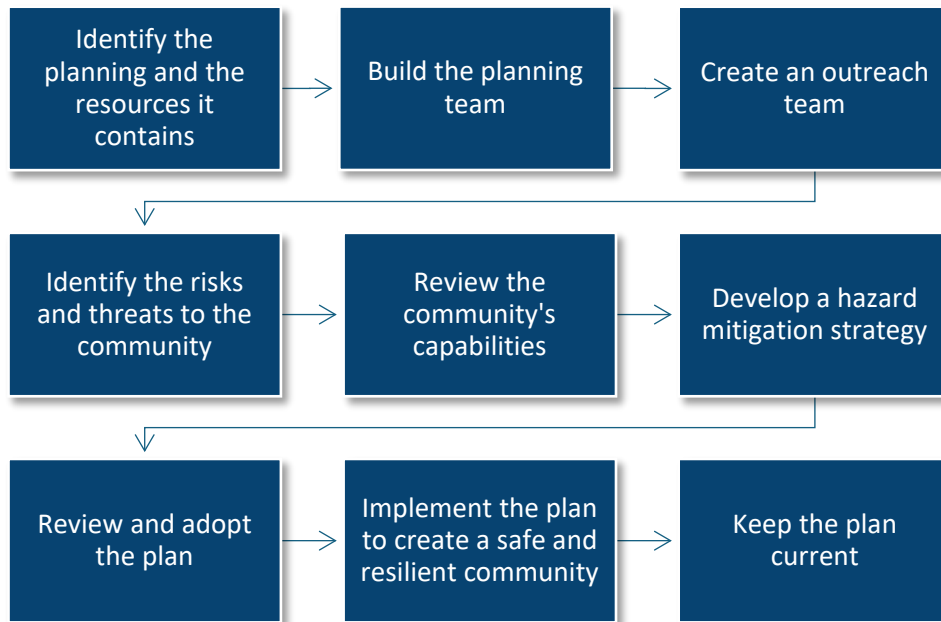 Identify the
planning and the
resources it
contains
Build the planning
team
Create an outreach
team
Identify the risks
and threats to the
community
Review the
community's
capabilities
Develop a hazard
mitigation strategy
Review and adopt
the plan
Implement the plan
to create a safe and
resilient community
Keep the plan
current